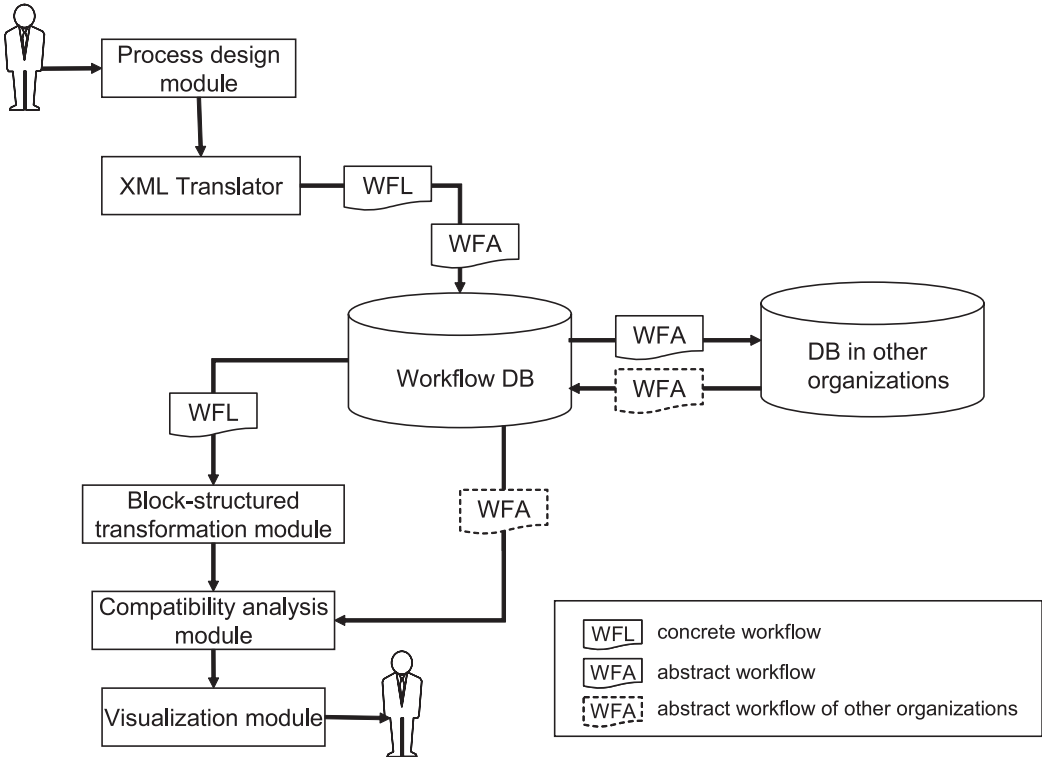 Process design
module
XML Translator
WFL
WFA
Workflow DB
WFA
WFA
DB in other
organizations
WFL
WFA
Block-structured
transformation module
Compatibility analysis
module
Visualization module
WFL concrete workflow
WFA abstract workflow
WFA abstract workflow of other organizations